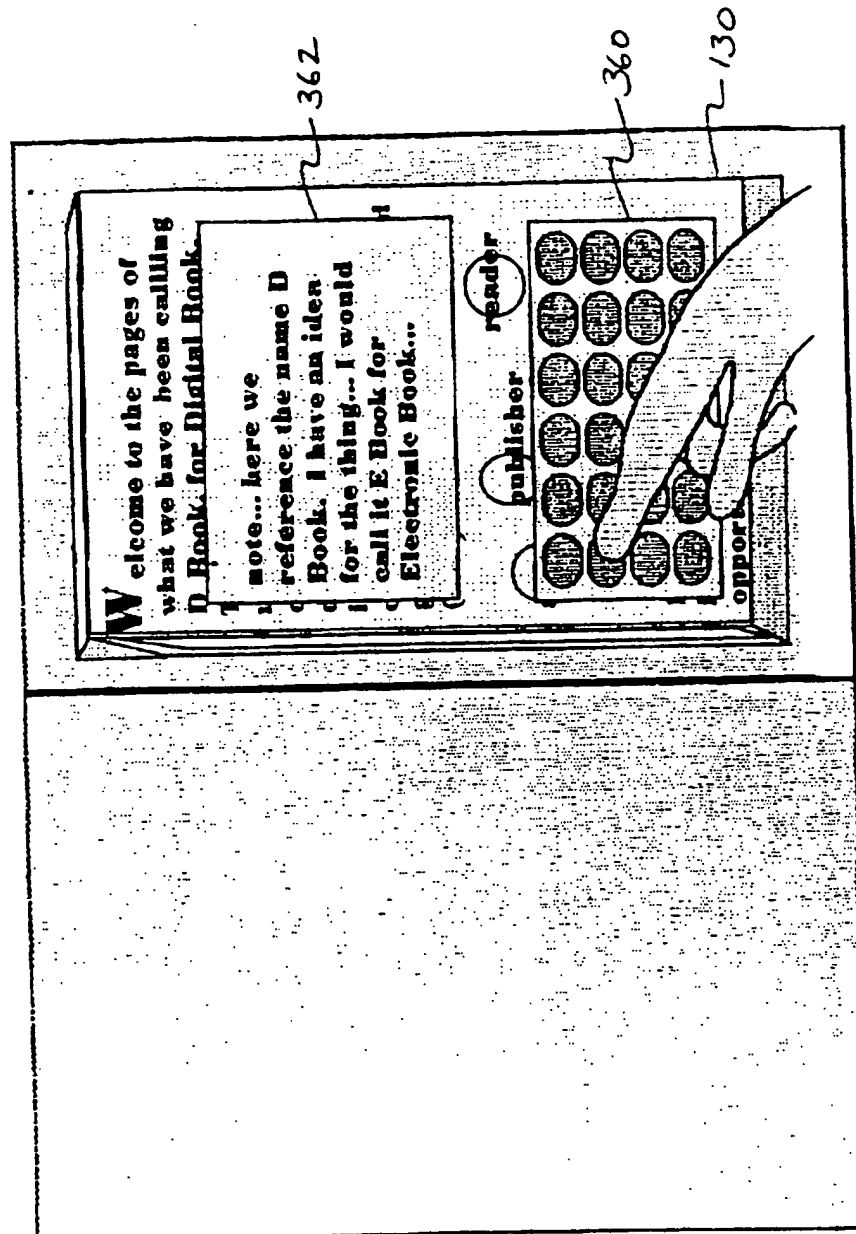 Welcome to the pages of
what we have been callling
D Book, for Digital Book.
note... here we
reference the name D
Book. I have an idea
for the thing... I would
call it E Book for
Electronic Book...
publisher
reader
oppor
362
360
130